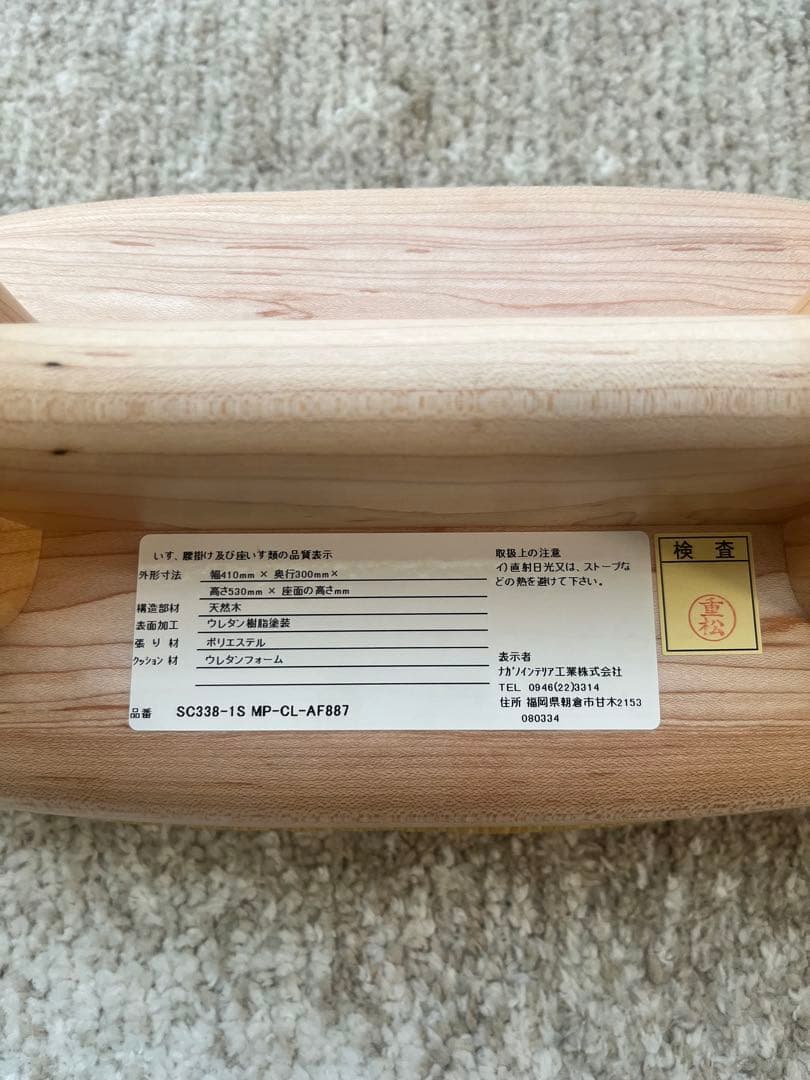 いす、腰掛け及び座いす類の品質表示
外形寸法 幅410mm × 奥行300mm×
高さ530mm × 座面の高さmm
構造部材 天然木
表面加工 ウレタン樹脂塗装
張り材 ポリエステル
クッション材 ウレタンフォーム
品番 SC338-1S MP-CL-AF887
取扱上の注意
イ)直射日光又は、ストーブな
どの熱を避けて下さい。
表示者
ナガノインテリア工業株式会社
TEL 0946(22)3314
住所 福岡県朝倉市甘木2153
080334
検査
重松